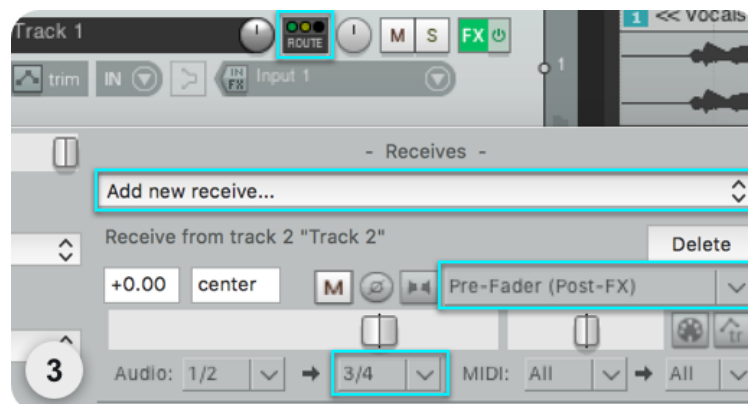 Track 1 ROUTE M S FX 1 << Vocals
trim IN IN FX Input 1 1
- Receives -
Add new receive...
Receive from track 2 "Track 2" Delete
+0.00 center M Pre-Fader (Post-FX)
tr
3 Audio: 1/2 3/4 MIDI: All All